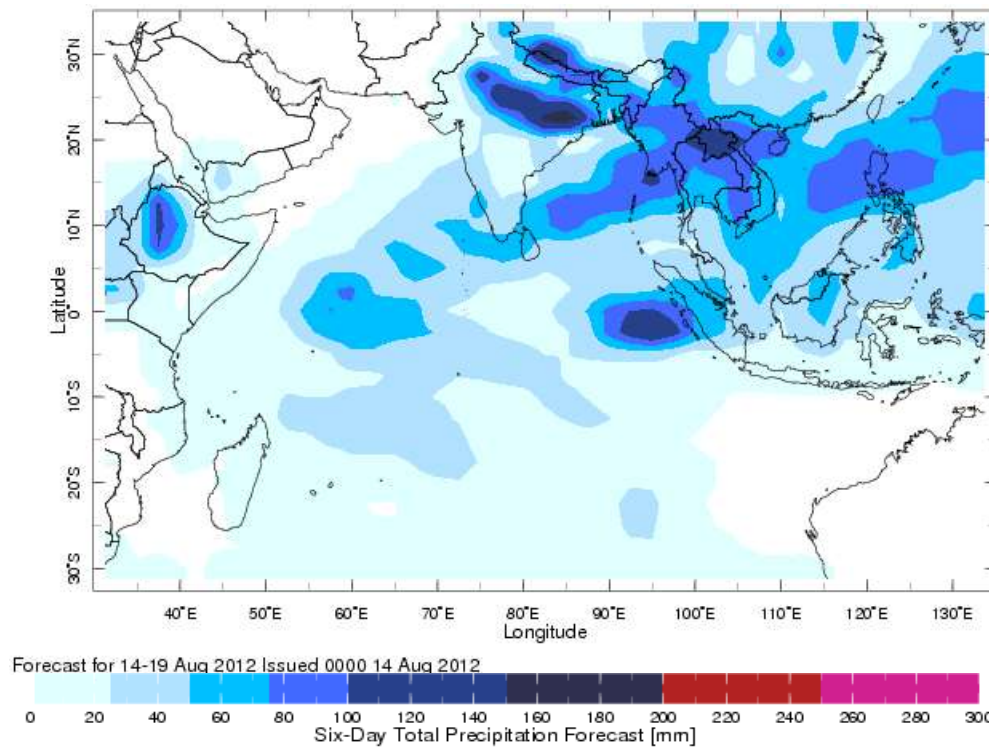 30°N
20°N
10°N
0°
10°S
20°S
30°S
Latitude
40°E 50°E 60°E 70°E 80°E 90°E 100°E 110°E 120°E 130°E
Longitude
Forecast for 14-19 Aug 2012 Issued 0000 14 Aug 2012
0 20 40 60 80 100 120 140 160 180 200 220 240 260 280 300
Six-Day Total Precipitation Forecast [mm]